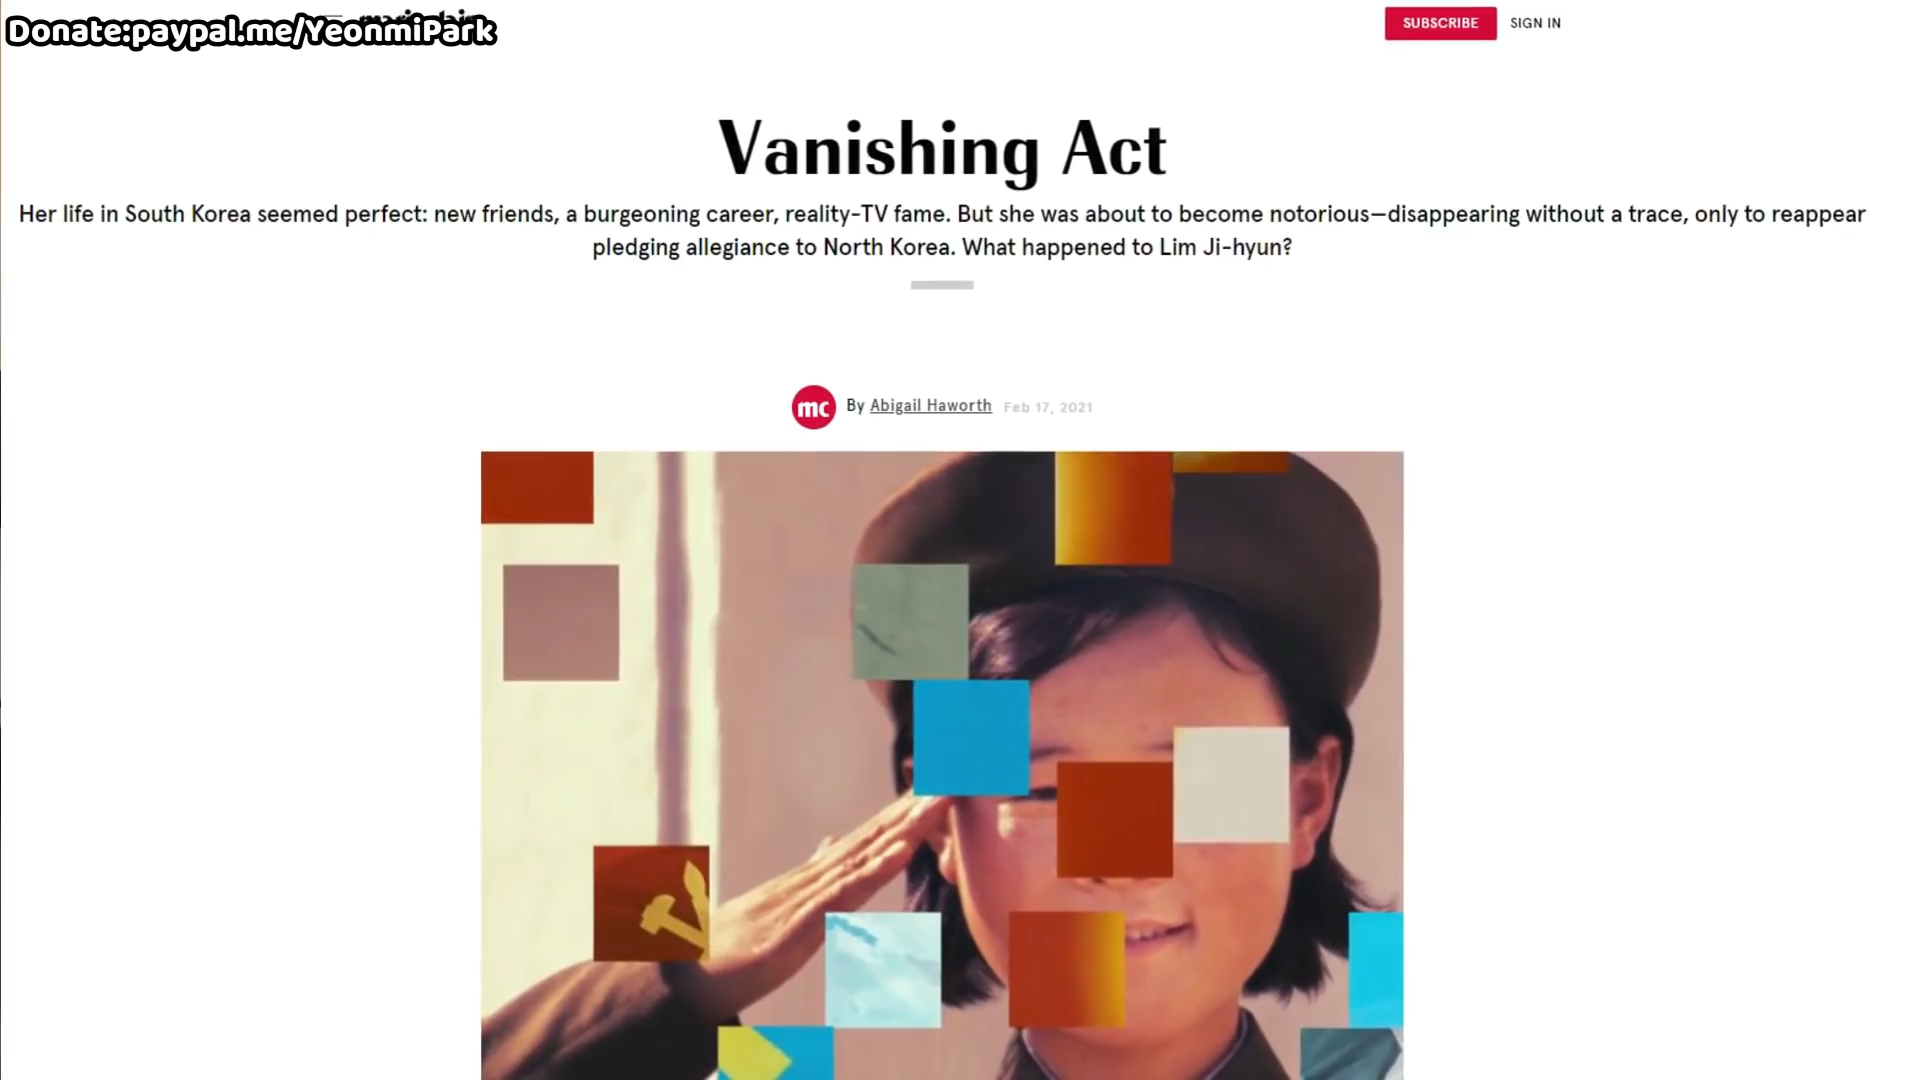 Donate:paypal.me/YeonmiPark
SUBSCRIBE
SIGN IN
Vanishing Act
Her life in South Korea seemed perfect: new friends, a burgeoning career, reality-TV fame. But she was about to become notorious—disappearing without a trace, only to reappear
pledging allegiance to North Korea. What happened to Lim Ji-hyun?
mc
By Abigail Haworth Feb 17, 2021